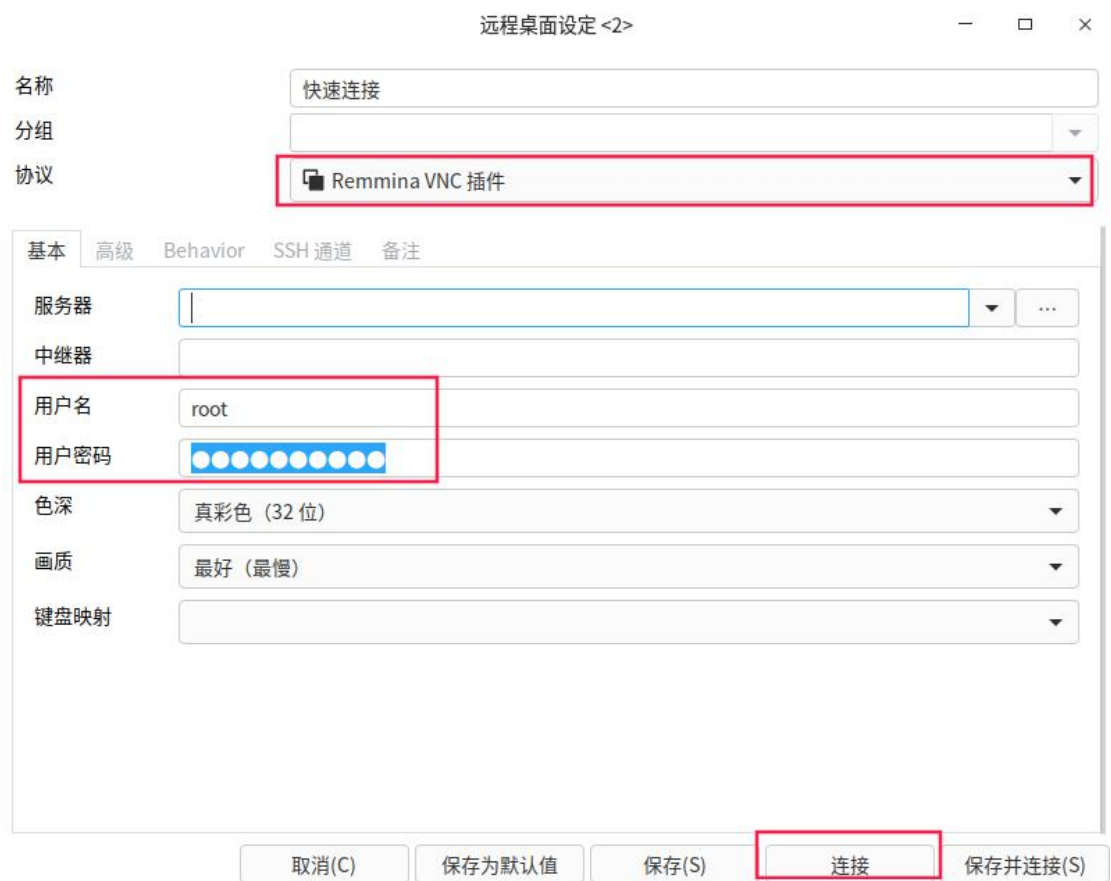 远程桌面设定 <2>
名称 快速连接
分组
协议 Remmina VNC 插件
基本 高级 Behavior SSH 通道 备注
服务器 ...
中继器
用户名 root
用户密码 ●●●●●●●●●●
色深 真彩色（32 位）
画质 最好（最慢）
键盘映射
取消(C) 保存为默认值 保存(S) 连接 保存并连接(S)